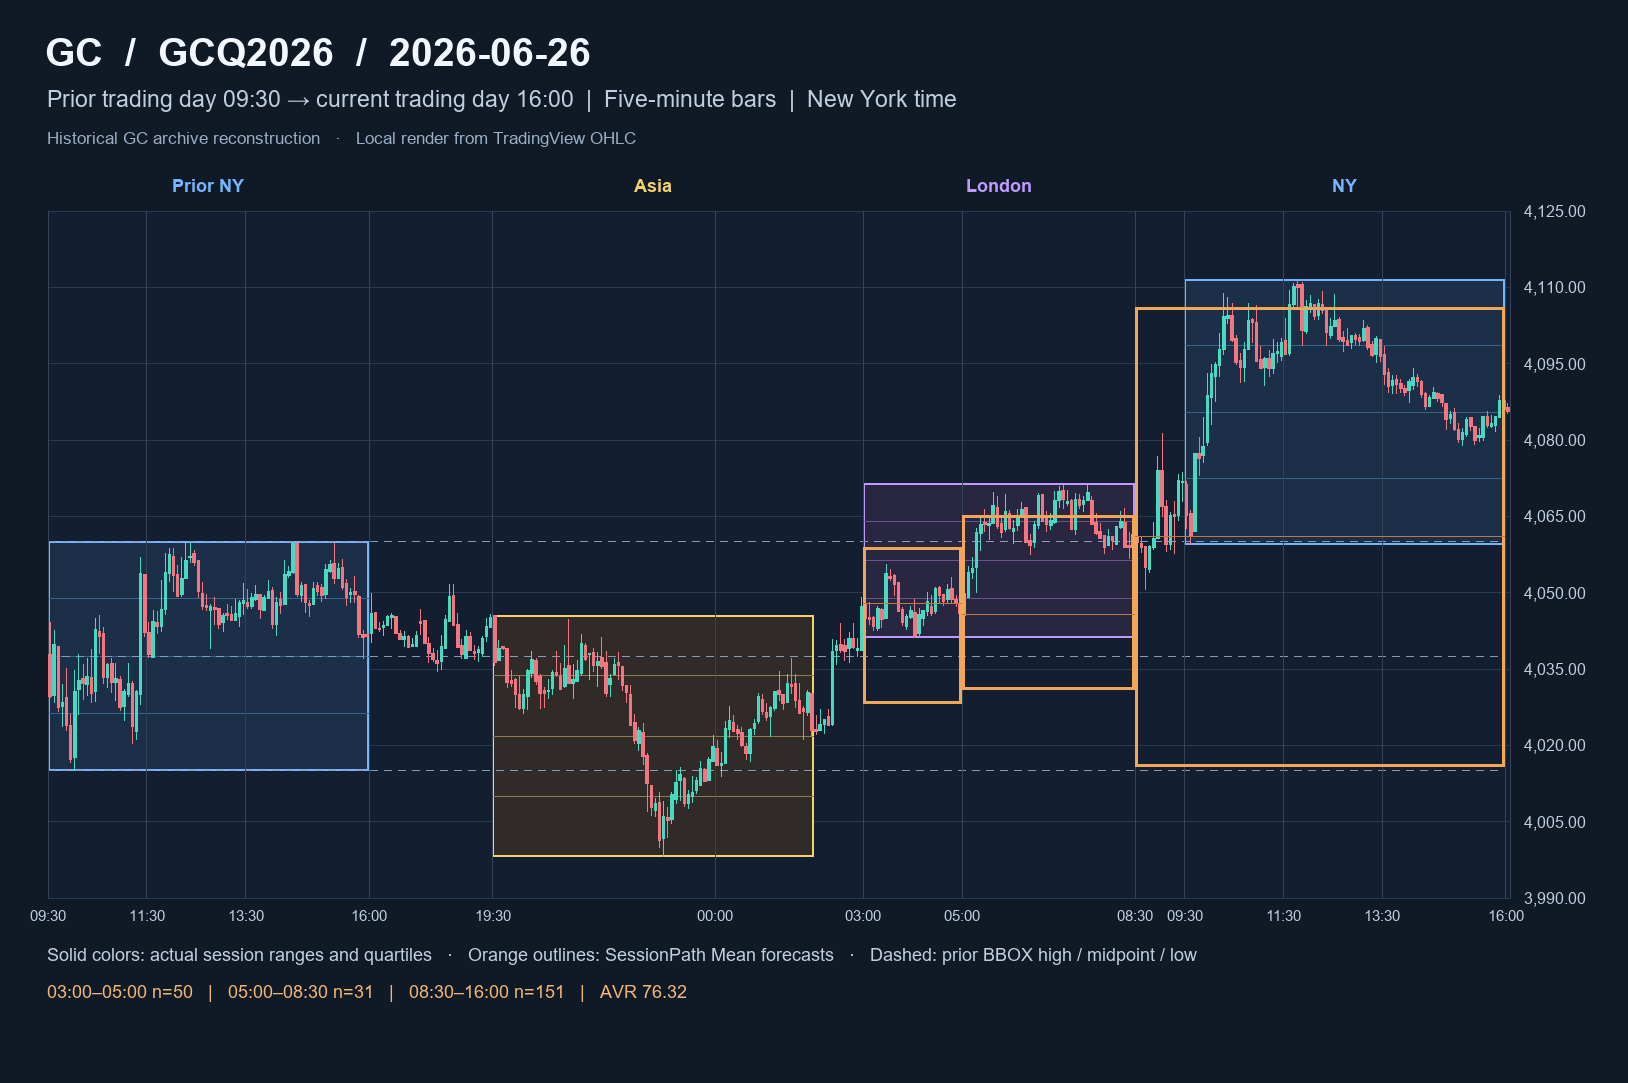 GC / GCQ2026 / 2026-06-26
Prior trading day 09:30 → current trading day 16:00 | Five-minute bars | New York time
Historical GC archive reconstruction · Local render from TradingView OHLC
Prior NY Asia London NY
4,125.00
4,110.00
4,095.00
4,080.00
4,065.00
4,050.00
4,035.00
4,020.00
4,005.00
3,990.00
09:30 11:30 13:30 16:00 19:30 00:00 03:00 05:00 08:30 09:30 11:30 13:30 16:00
Solid colors: actual session ranges and quartiles · Orange outlines: SessionPath Mean forecasts · Dashed: prior BBOX high / midpoint / low
03:00–05:00 n=50 | 05:00–08:30 n=31 | 08:30–16:00 n=151 | AVR 76.32